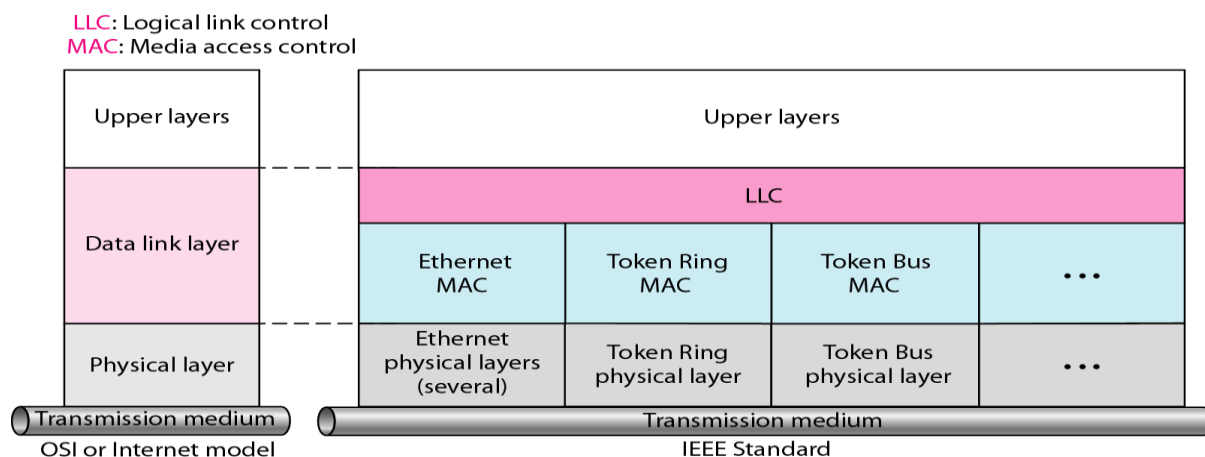 LLC: Logical link control
MAC: Media access control
Upper layers
Data link layer
Physical layer
Transmission medium
OSI or Internet model
Upper layers
LLC
Ethernet
MAC
Token Ring
MAC
Token Bus
MAC
...
Ethernet
physical layers
(several)
Token Ring
physical layer
Token Bus
physical layer
...
Transmission medium
IEEE Standard